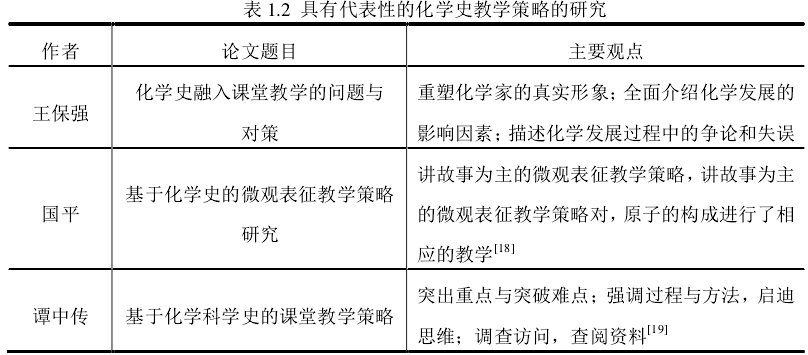 表 1.2 具有代表性的化学史教学策略的研究
作者 论文题目 主要观点
王保强
化学史融入课堂教学的问题与
对策
重塑化学家的真实形象；全面介绍化学发展的
影响因素；描述化学发展过程中的争论和失误
国平
基于化学史的微观表征教学策略
研究
讲故事为主的微观表征教学策略，讲故事为主
的微观表征教学策略对，原子的构成进行了相
应的教学[18]
谭中传
基于化学科学史的课堂教学策略
突出重点与突破难点；强调过程与方法，启迪
思维；调查访问，查阅资料[19]